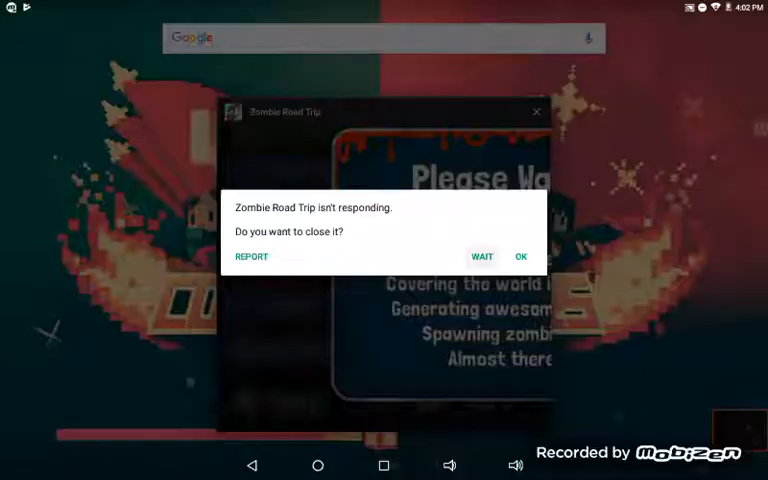 4:02 PM
Google
Zombie Road Trip
Please Wa
Zombie Road Trip isn't responding.
Do you want to close it?
REPORT WAIT OK
Covering the world i
Generating awesom
Spawning zomb
Almost there
Recorded by Mobizen